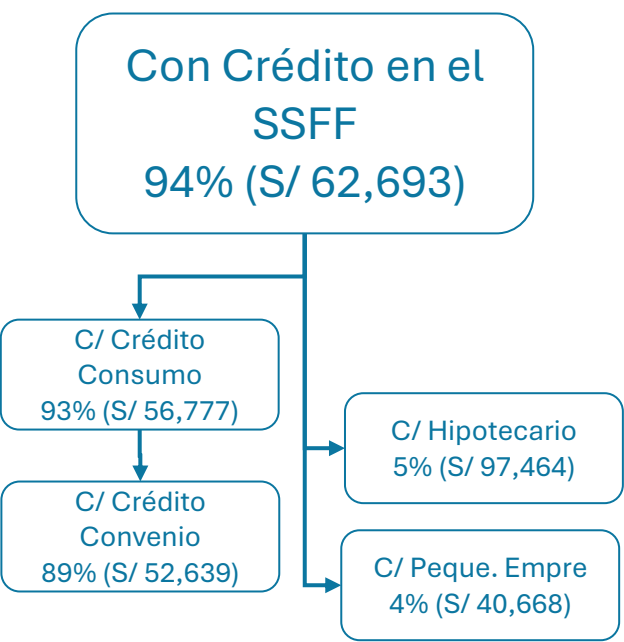 Con Crédito en el
SSFF
94% (S/ 62,693)
C/ Crédito
Consumo
93% (S/ 56,777)
C/ Crédito
Convenio
89% (S/ 52,639)
C/ Hipotecario
5% (S/ 97,464)
C/ Peque. Empre
4% (S/ 40,668)